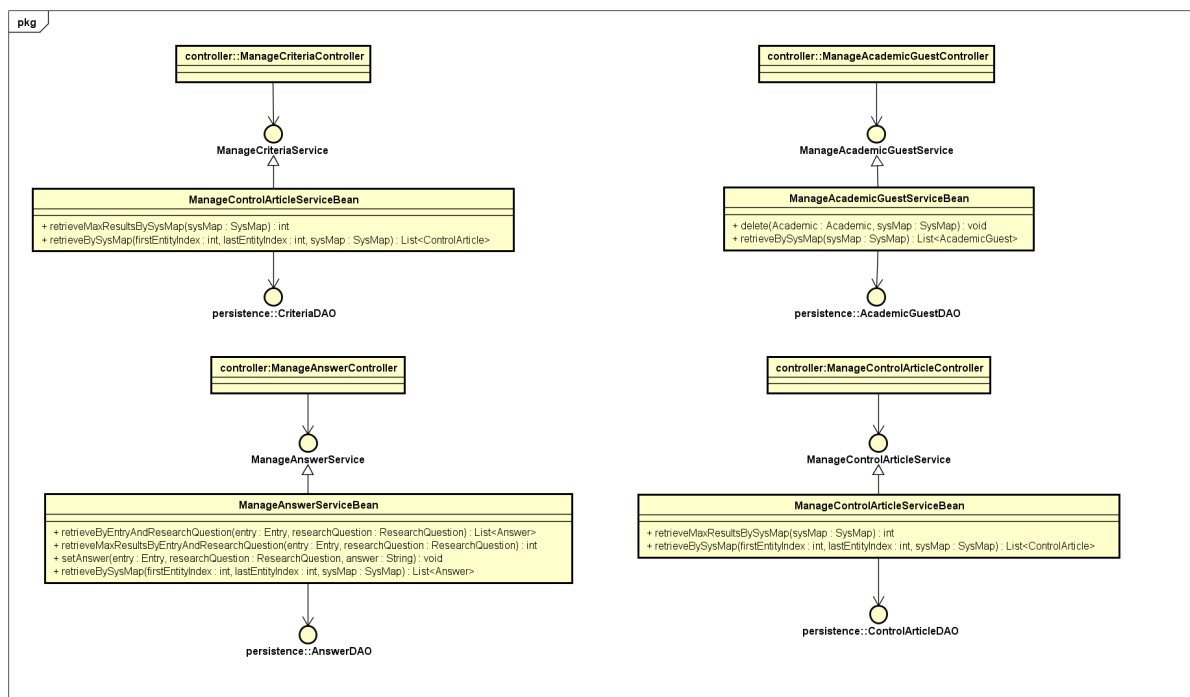 pkg
controller::ManageCriteriaController
ManageCriteriaService
ManageControlArticleServiceBean
+ retrieveMaxResultsBySysMap(sysMap : SysMap) : int
+ retrieveBySysMap(firstEntityIndex : int, lastEntityIndex : int, sysMap : SysMap) : List<ControlArticle>
persistence::CriteriaDAO
controller::ManageAcademicGuestController
ManageAcademicGuestService
ManageAcademicGuestServiceBean
+ delete(Academic : Academic, sysMap : SysMap) : void
+ retrieveBySysMap(sysMap : SysMap) : List<AcademicGuest>
persistence::AcademicGuestDAO
controller:ManageAnswerController
ManageAnswerService
ManageAnswerServiceBean
+ retrieveByEntryAndResearchQuestion(entry : Entry, researchQuestion : ResearchQuestion) : List<Answer>
+ retrieveMaxResultsByEntryAndResearchQuestion(entry : Entry, researchQuestion : ResearchQuestion) : int
+ setAnswer(entry : Entry, researchQuestion : ResearchQuestion, answer : String) : void
+ retrieveBySysMap(firstEntityIndex : int, lastEntityIndex : int, sysMap : SysMap) : List<Answer>
persistence::AnswerDAO
controller:ManageControlArticleController
ManageControlArticleService
ManageControlArticleServiceBean
+ retrieveMaxResultsBySysMap(sysMap : SysMap) : int
+ retrieveBySysMap(firstEntityIndex : int, lastEntityIndex : int, sysMap : SysMap) : List<ControlArticle>
persistence::ControlArticleDAO